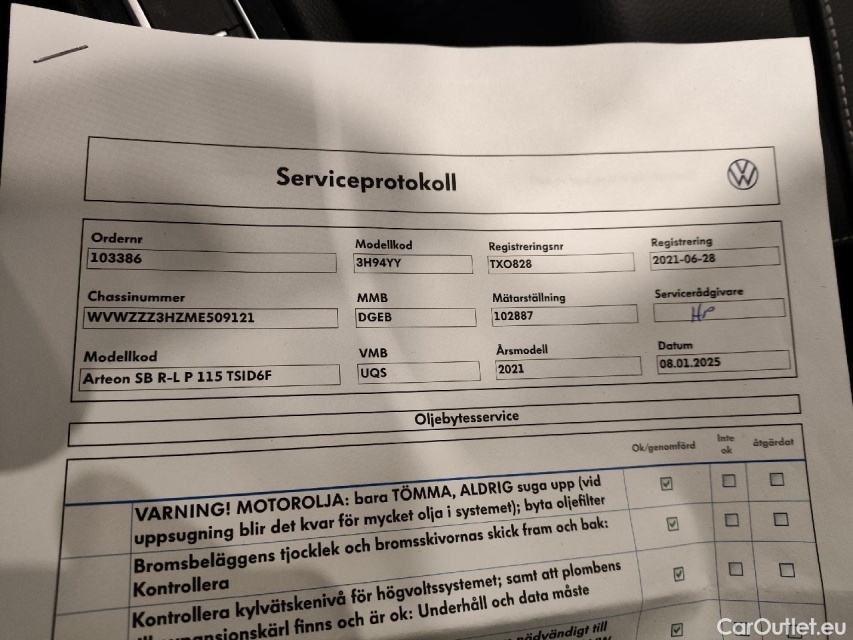 Serviceprotokoll
Ordernr
103386
Modellkod
3H94YY
Registreringsnr
TXO828
Registrering
2021-06-28
Chassinummer
WVWZZZ3HZME509121
MMB
DGEB
Mätarställning
102887
Servicerådgivare
Modellkod
Arteon SB R-L P 115 TSID6F
VMB
UQS
Årsmodell
2021
Datum
08.01.2025
Oljebytesservice
Ok/genomförd
Inte
ok
åtgärdat
VARNING! MOTOROLJA: bara TÖMMA, ALDRIG suga upp (vid
uppsugning blir det kvar för mycket olja i systemet); byta oljefilter
Bromsbeläggens tjocklek och bromsskivornas skick fram och bak:
Kontrollera
Kontrollera kylvätskenivå för högvoltssystemet; samt att plombens
expansionskärl finns och är ok: Underhåll och data måste
nödvändigt till
CarOutlet.eu